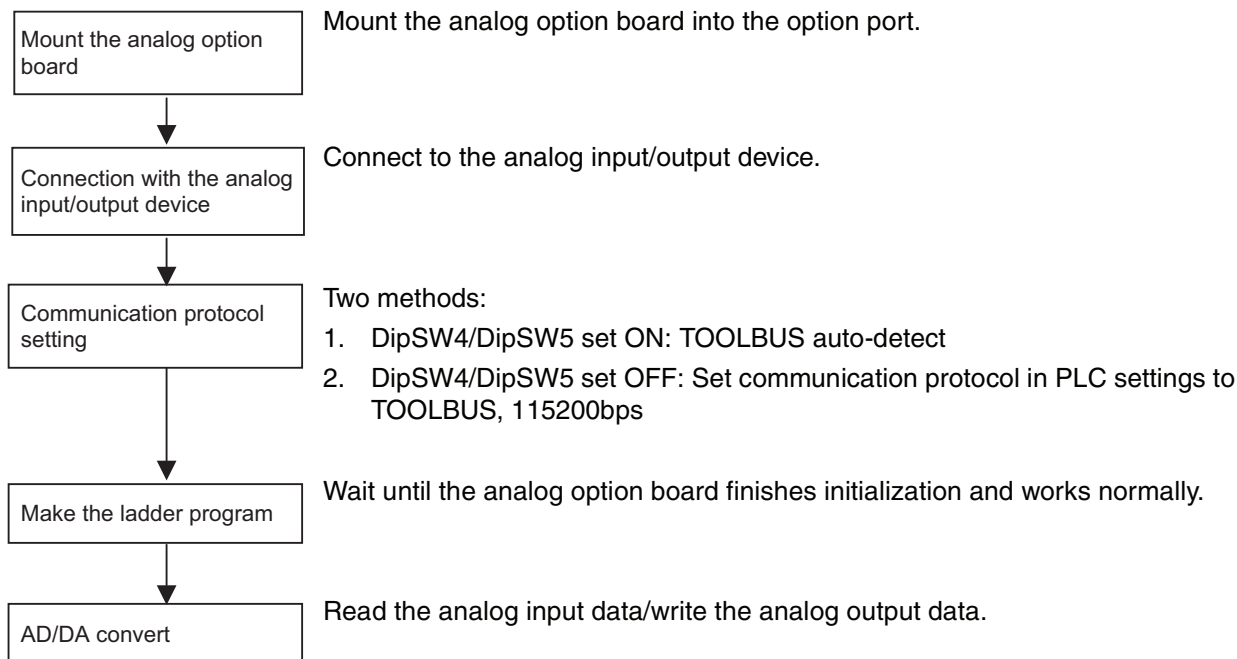 Mount the analog option
board
Mount the analog option board into the option port.
Connection with the analog
input/output device
Connect to the analog input/output device.
Communication protocol
setting
Two methods:
1. DipSW4/DipSW5 set ON: TOOLBUS auto-detect
2. DipSW4/DipSW5 set OFF: Set communication protocol in PLC settings to
TOOLBUS, 115200bps
Make the ladder program
Wait until the analog option board finishes initialization and works normally.
AD/DA convert
Read the analog input data/write the analog output data.